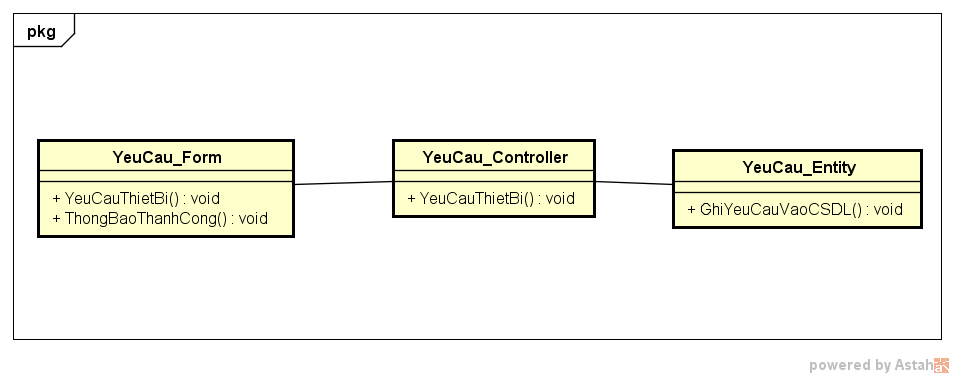 pkg
YeuCau_Form
+ YeuCauThietBi() : void
+ ThongBaoThanhCong() : void
YeuCau_Controller
+ YeuCauThietBi() : void
YeuCau_Entity
+ GhiYeuCauVaoCSDL() : void
powered by Astah